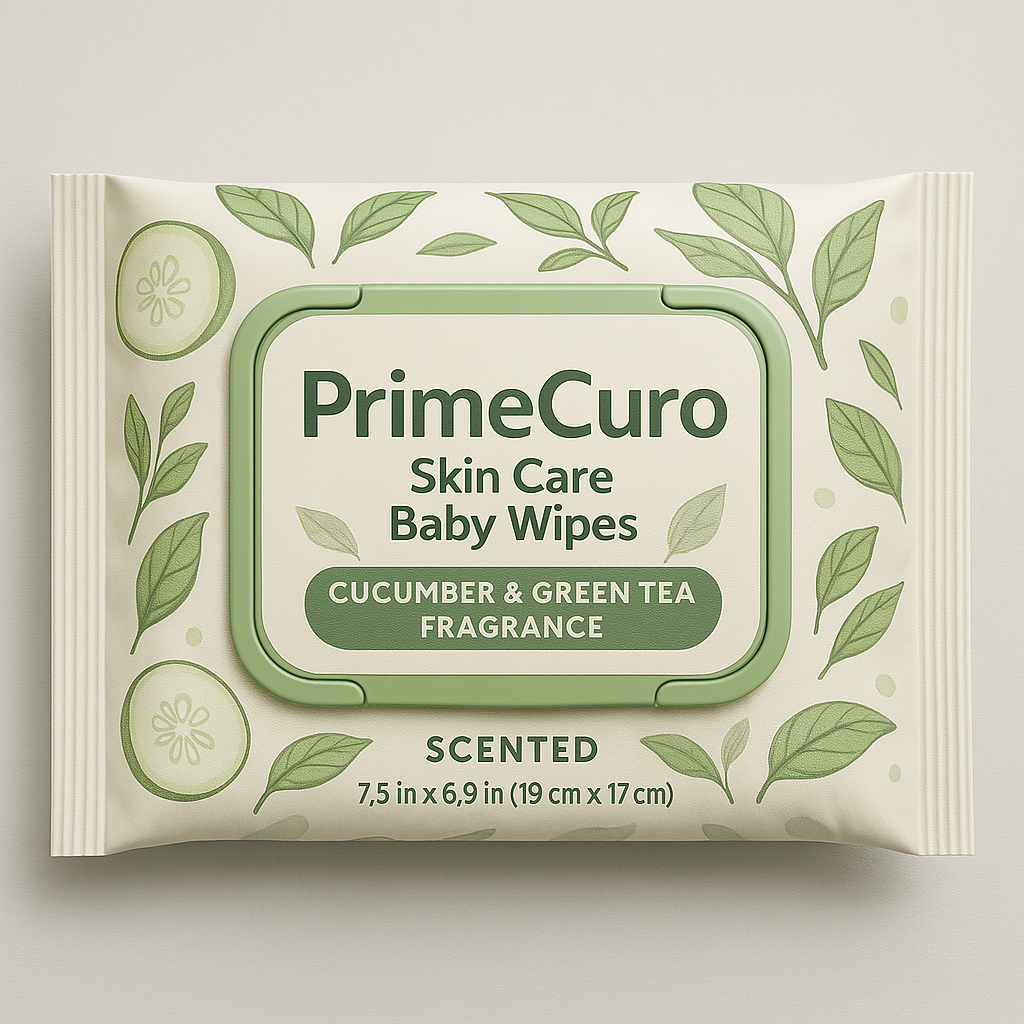 PrimeCuro
Skin Care
Baby Wipes
CUCUMBER & GREEN TEA
FRAGRANCE
SCENTED
7,5 in x 6,9 in (19 cm x 17 cm)